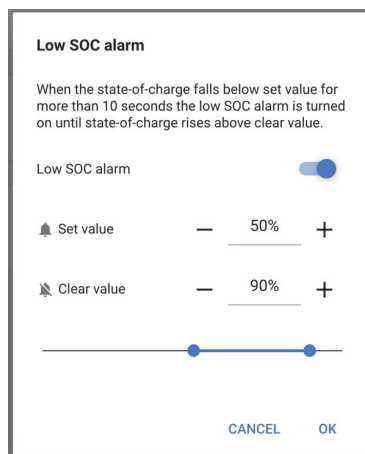 Low SOC alarm
When the state-of-charge falls below set value for
more than 10 seconds the low SOC alarm is turned
on until state-of-charge rises above clear value.
Low SOC alarm
Set value − 50% +
Clear value − 90% +
CANCEL OK